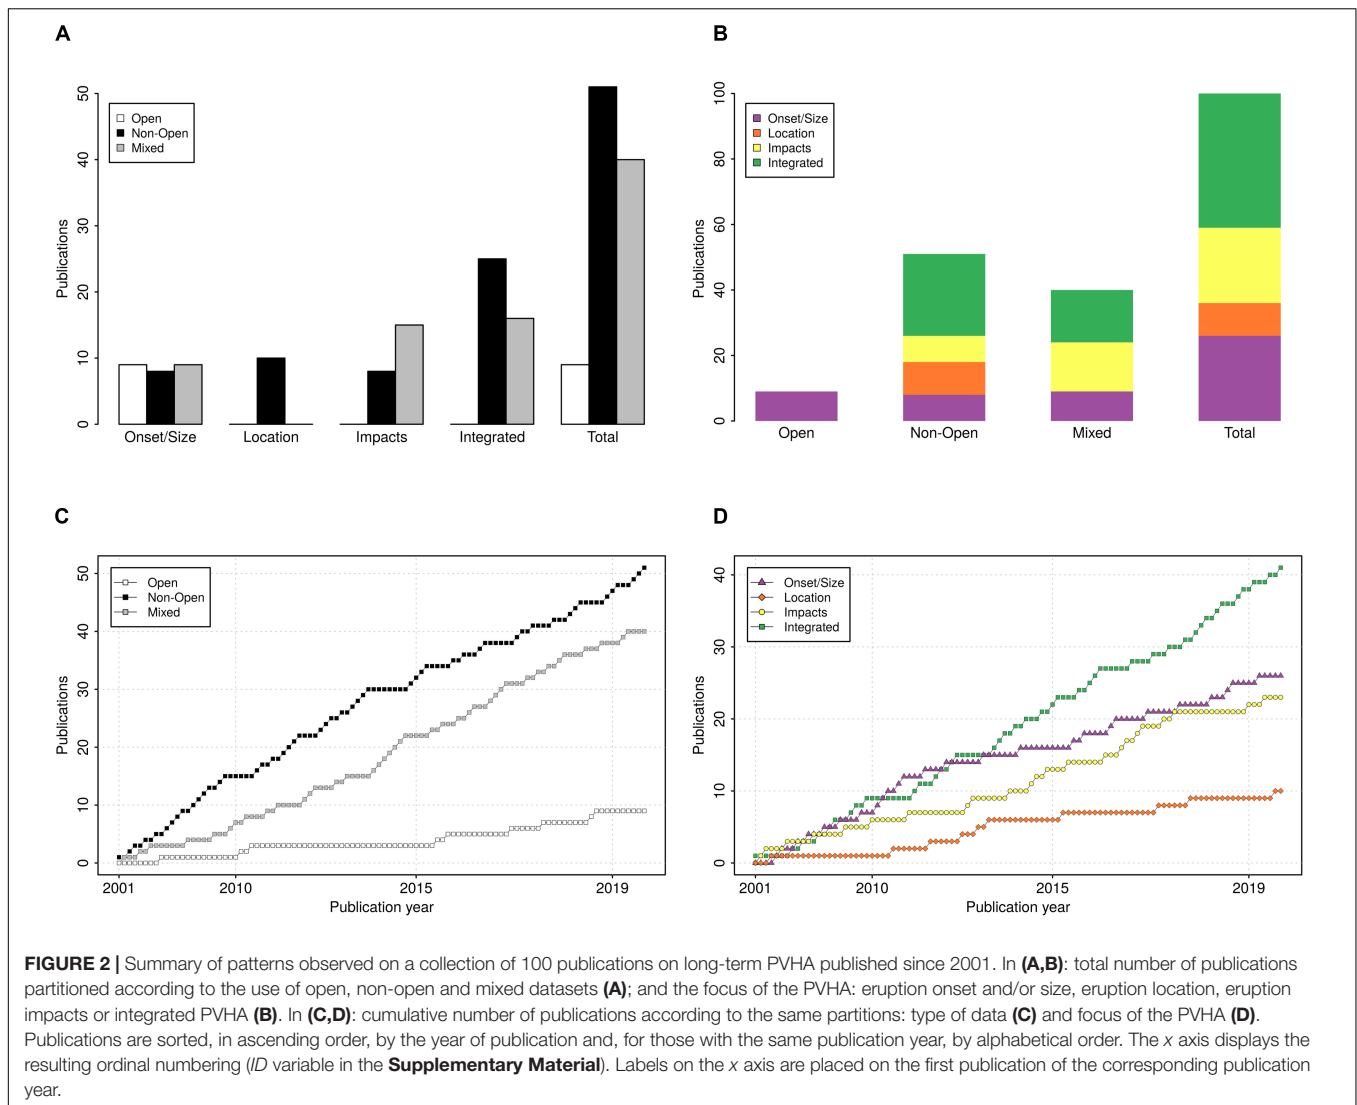 A
B
50
40
30
20
10
0
Publications
Open
Non-Open
Mixed
Onset/Size
Location
Impacts
Integrated
Total
100
80
60
40
20
0
Publications
Onset/Size
Location
Impacts
Integrated
Open
Non-Open
Mixed
Total
C
D
50
40
30
20
10
0
Publications
Open
Non-Open
Mixed
2001
2010
2015
2019
Publication year
40
30
20
10
0
Publications
Onset/Size
Location
Impacts
Integrated
2001
2010
2015
2019
Publication year
FIGURE 2 | Summary of patterns observed on a collection of 100 publications on long-term PVHA published since 2001. In (A,B): total number of publications
partitioned according to the use of open, non-open and mixed datasets (A); and the focus of the PVHA: eruption onset and/or size, eruption location, eruption
impacts or integrated PVHA (B). In (C,D): cumulative number of publications according to the same partitions: type of data (C) and focus of the PVHA (D).
Publications are sorted, in ascending order, by the year of publication and, for those with the same publication year, by alphabetical order. The x axis displays the
resulting ordinal numbering (ID variable in the Supplementary Material). Labels on the x axis are placed on the first publication of the corresponding publication
year.